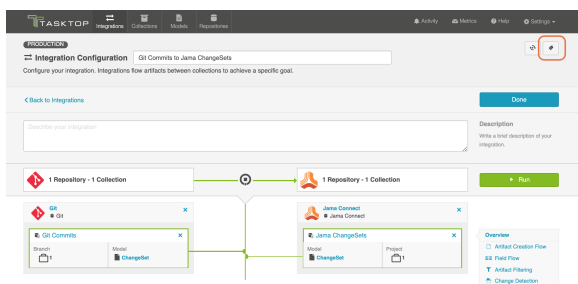 TASKTOP
Integrations
Collections
Models
Repositories
Activity
Metrics
Help
Settings
PRODUCTION
Integration Configuration
Git Commits to Jama ChangeSets
Configure your integration. Integrations flow artifacts between collections to achieve a specific goal.
Back to Integrations
Done
Describe your integration
Description
Write a brief description of your
integration.
1 Repository - 1 Collection
1 Repository - 1 Collection
Run
Git
Git
Jama Connect
Jama Connect
Git Commits
Jama ChangeSets
Branch
1
Model
ChangeSet
Model
ChangeSet
Project
1
Overview
Artifact Creation Flow
Field Flow
Artifact Filtering
Change Detection